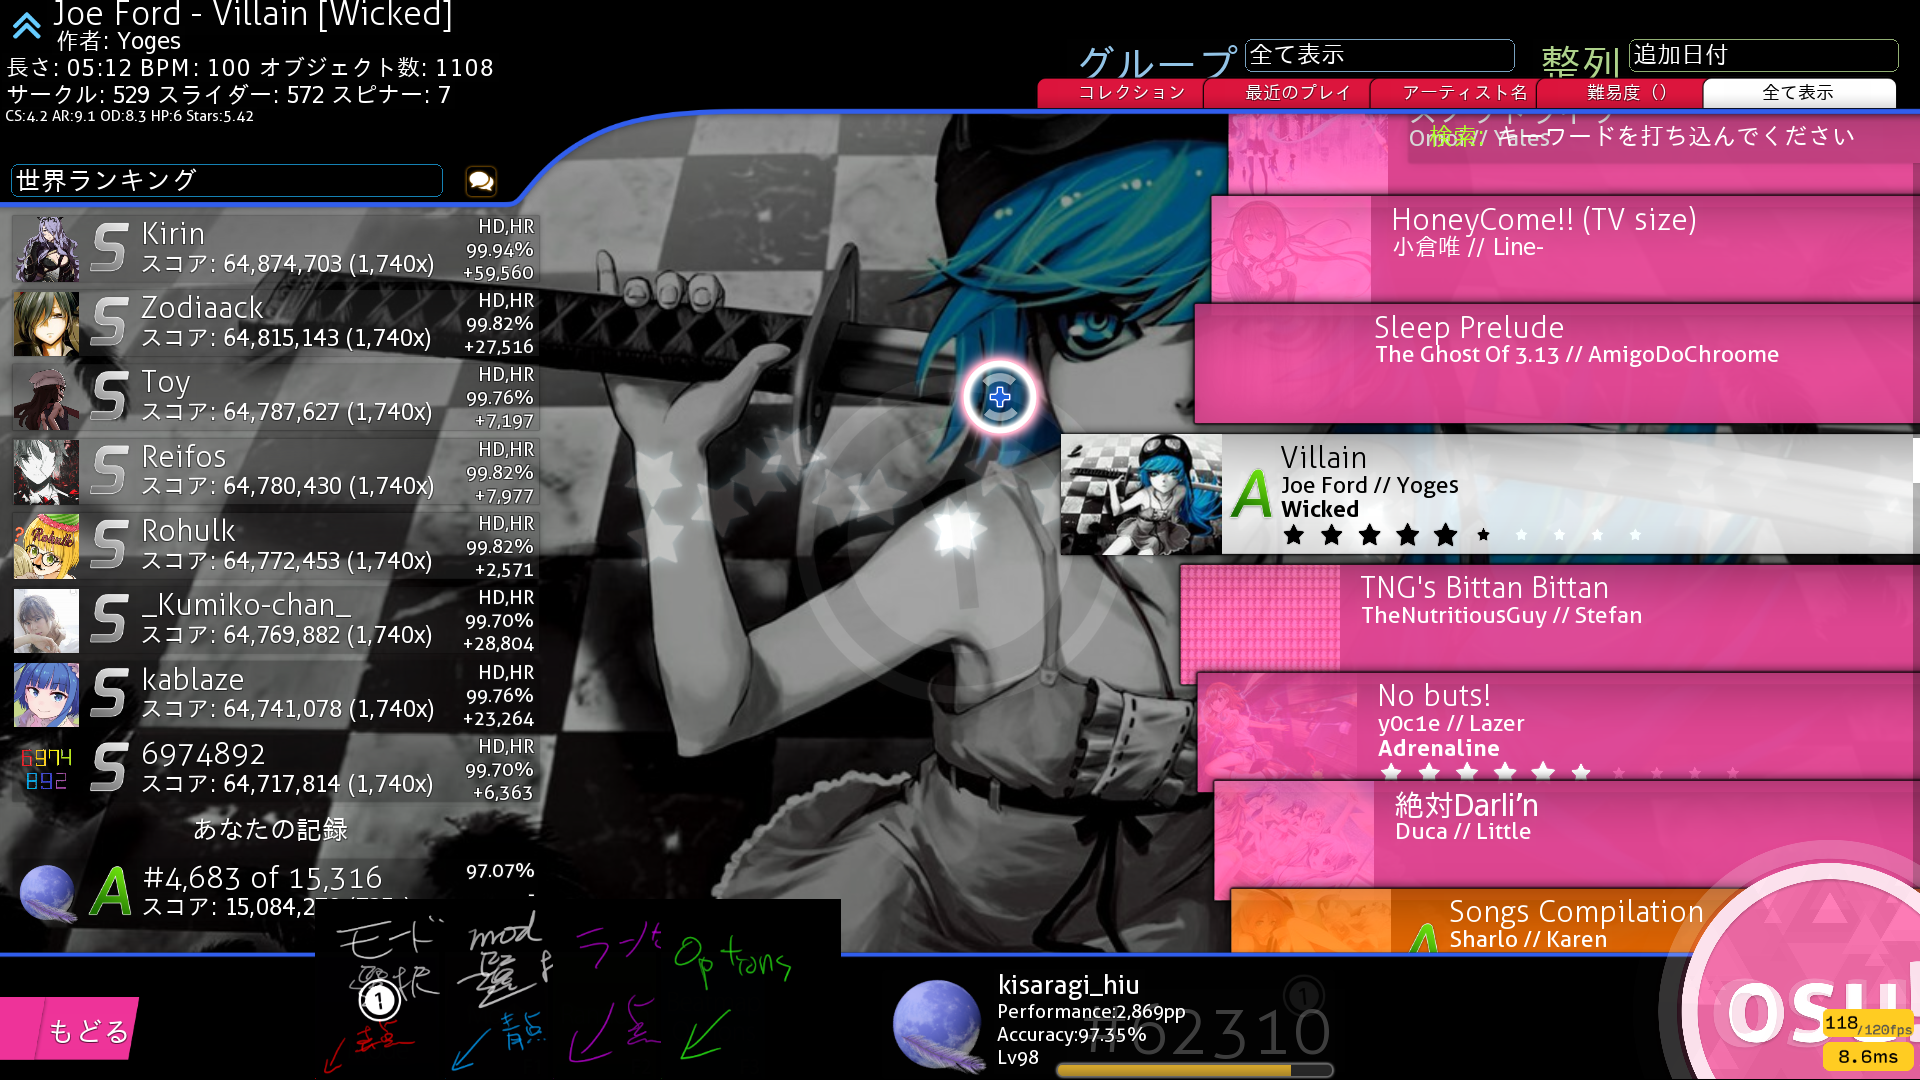 Joe Ford - Villain [Wicked]
作者: Yoges
長さ: 05:12 BPM: 100 オブジェクト数: 1108
サークル: 529 スライダー: 572 スピナー: 7
CS:4.2 AR:9.1 OD:8.3 HP:6 Stars:5.42
グループ 全て表示
整列 追加日付
コレクション 最近のプレイ アーティスト名 難易度（） 全て表示
検索: キーワードを打ち込んでください
世界ランキング
Kirin
スコア: 64,874,703 (1,740x)
HD,HR
99.94%
+59,560
Zodiaack
スコア: 64,815,143 (1,740x)
HD,HR
99.82%
+27,516
Toy
スコア: 64,787,627 (1,740x)
HD,HR
99.76%
+7,197
Reifos
スコア: 64,780,430 (1,740x)
HD,HR
99.82%
+7,977
Rohulk
スコア: 64,772,453 (1,740x)
HD,HR
99.82%
+2,571
_Kumiko-chan_
スコア: 64,769,882 (1,740x)
HD,HR
99.70%
+28,804
kablaze
スコア: 64,741,078 (1,740x)
HD,HR
99.76%
+23,264
6974
892
6974892
スコア: 64,717,814 (1,740x)
HD,HR
99.70%
+6,363
あなたの記録
A
#4,683 of 15,316
スコア: 15,084,2
97.07%
-
HoneyCome!! (TV size)
小倉唯 // Line-
Sleep Prelude
The Ghost Of 3.13 // AmigoDoChroome
A
Villain
Joe Ford // Yoges
Wicked
TNG's Bittan Bittan
TheNutritiousGuy // Stefan
No buts!
y0c1e // Lazer
Adrenaline
絶対Darli’n
Duca // Little
A
Songs Compilation
Sharlo // Karen
もどる
モード
選択
mod
Options
1
青点
kisaragi_hiu
Performance:2,869pp
Accuracy:97.35%
Lv98
#62310
1
osu!
118/120fps
8.6ms